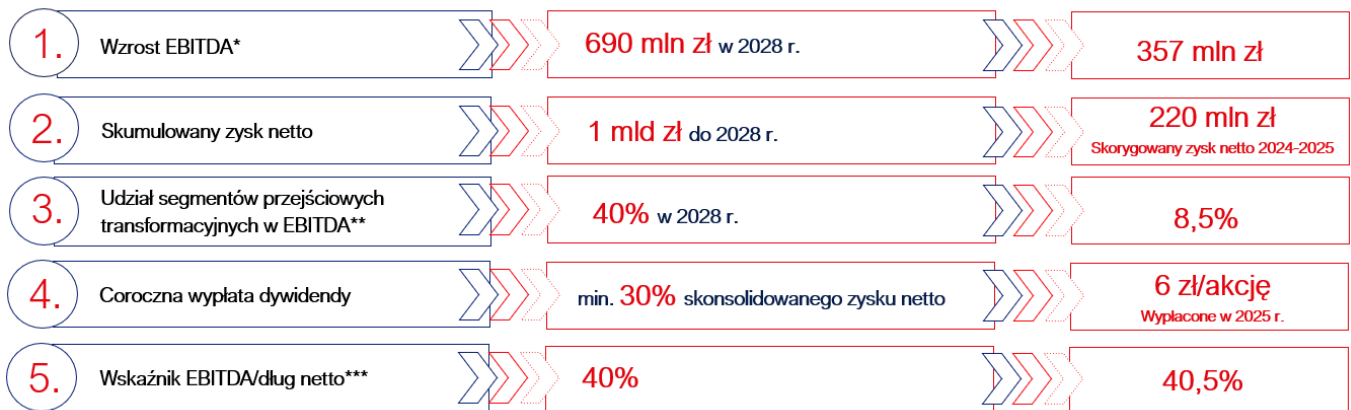 1. Wzrost EBITDA* 690 mln zł w 2028 r. 357 mln zł
2. Skumulowany zysk netto 1 mld zł do 2028 r. 220 mln zł
Skorygowany zysk netto 2024-2025
3. Udział segmentów przejściowych
transformacyjnych w EBITDA** 40% w 2028 r. 8,5%
4. Coroczna wypłata dywidendy min. 30% skonsolidowanego zysku netto 6 zł/akcję
Wypłacone w 2025 r.
5. Wskaźnik EBITDA/dług netto*** 40% 40,5%